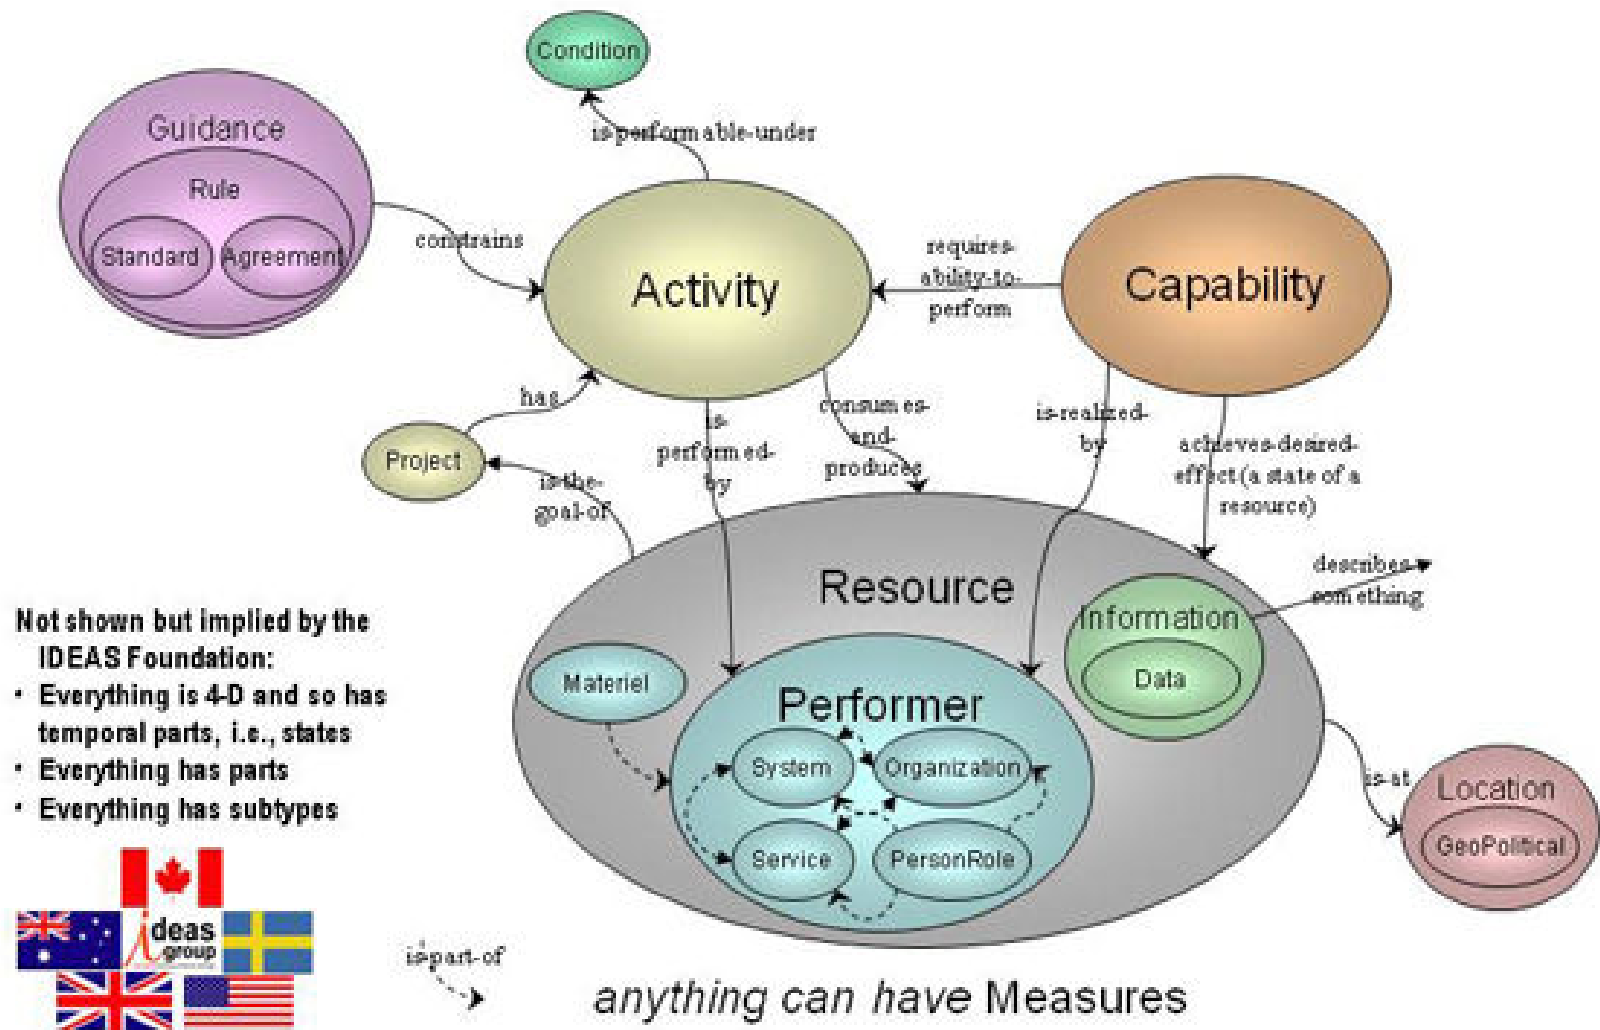 Condition
is-performable-under
Guidance
Rule
Standard
Agreement
constrains
Activity
requires-
ability-to-
perform
Capability
has
Project
is-the-
goal-of
is-
performed-
by
consumes-
and-
produces
is-realized-
by
achieves-desired-
effect (a state of a
resource)
describes
something
Resource
Information
Data
Materiel
Performer
System
Organization
Service
PersonRole
is-at
Location
GeoPolitical
Not shown but implied by the
IDEAS Foundation:
• Everything is 4-D and so has
temporal parts, i.e., states
• Everything has parts
• Everything has subtypes
ideas
group
is-part-of
anything can have Measures